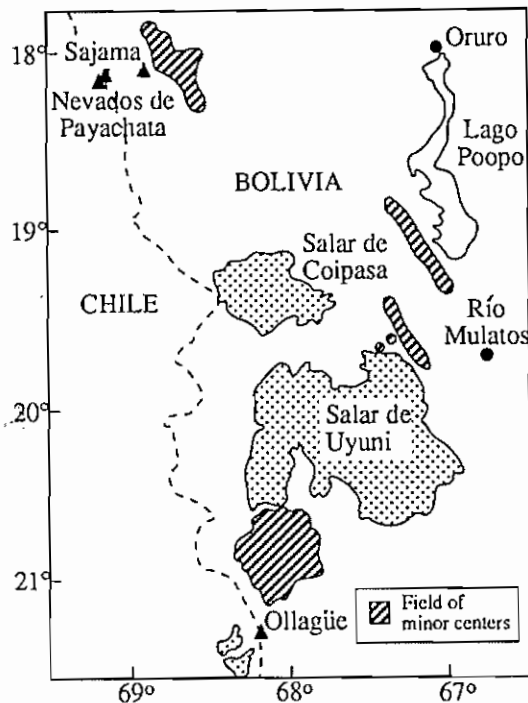 18°
19°
20°
21°
Sajama
Nevados de
Payachata
Oruro
Lago
Poopo
BOLIVIA
Salar de
Coipasa
CHILE
Río
Mulatos
Salar de
Uyuni
Ollagüe
Field of
minor centers
69°
68°
67°